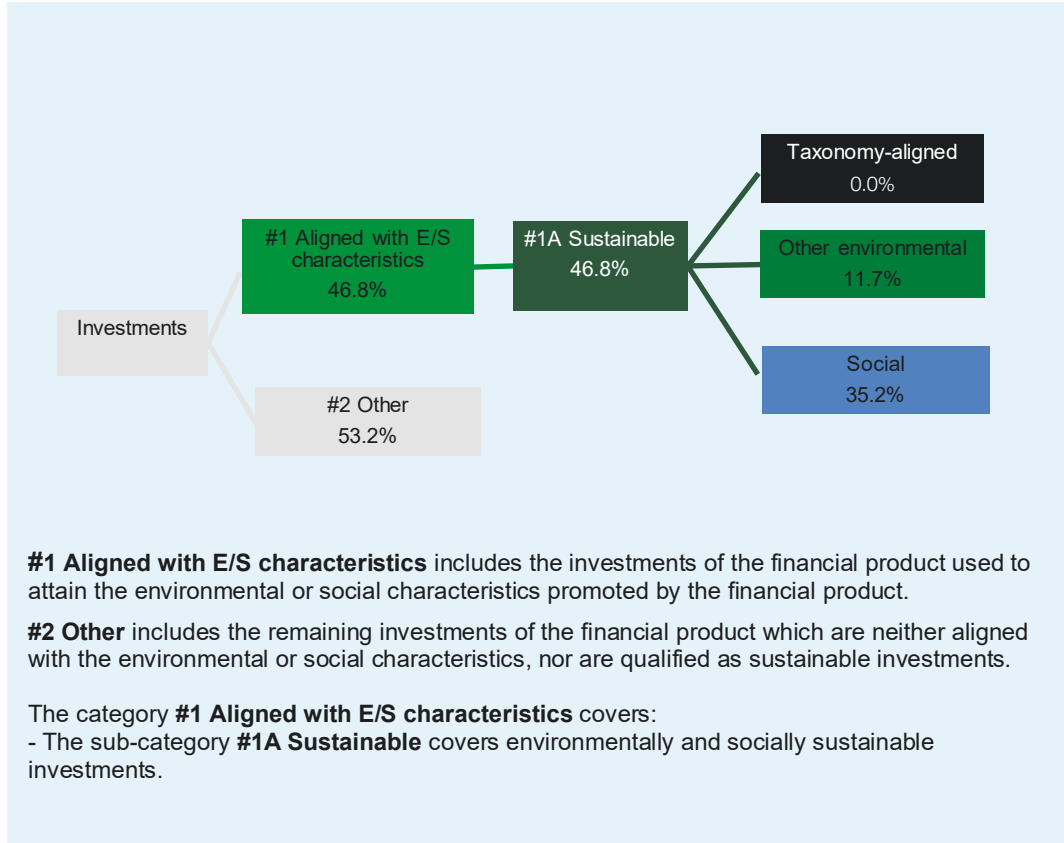 Taxonomy-aligned
0.0%
#1 Aligned with E/S
characteristics
46.8%
#1A Sustainable
46.8%
Other environmental
11.7%
Investments
Social
35.2%
#2 Other
53.2%
#1 Aligned with E/S characteristics includes the investments of the financial product used to
attain the environmental or social characteristics promoted by the financial product.
#2 Other includes the remaining investments of the financial product which are neither aligned
with the environmental or social characteristics, nor are qualified as sustainable investments.
The category #1 Aligned with E/S characteristics covers:
- The sub-category #1A Sustainable covers environmentally and socially sustainable
investments.